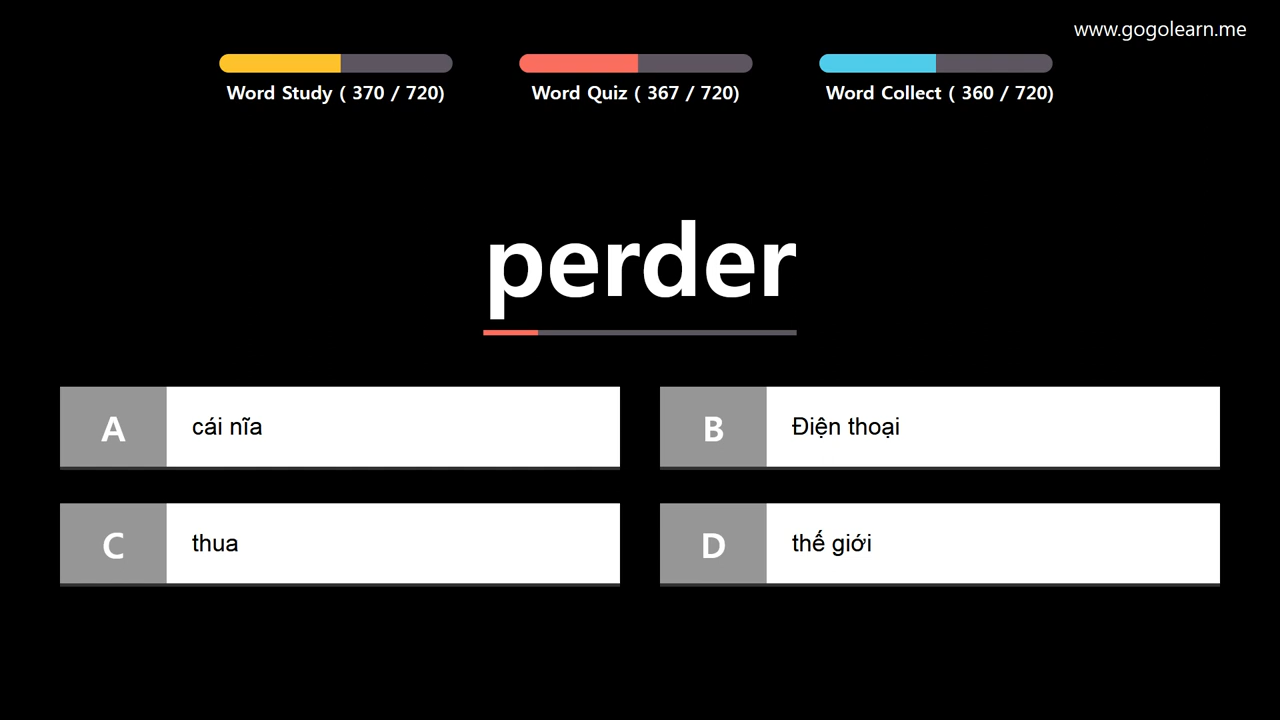 www.gogolearn.me
Word Study ( 370 / 720)
Word Quiz ( 367 / 720)
Word Collect ( 360 / 720)
perder
A
cái nĩa
B
Điện thoại
C
thua
D
thế giới